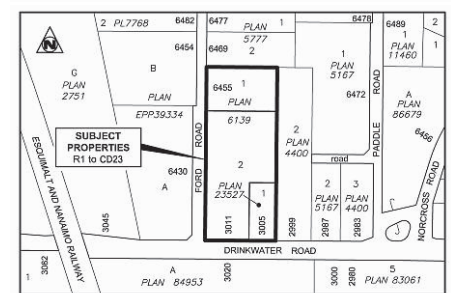 2 PL7768
6482
6477
PLAN
1
6478
6489
2
1
PLAN
11460
1
6454
6469
5777
2
1
PLAN
5167
G
PLAN
2751
B
PLAN
EPP39334
6455
1
PLAN
6139
6472
PADDLE ROAD
A
PLAN
86679
6456
SUBJECT
PROPERTIES
R1 to CD23
FORD ROAD
2
PLAN
4400
road
6430
A
2
PLAN
23527
1
2
PLAN
5167
3
PLAN
4400
NORCROSS ROAD
ESQUIMALT AND NANAIMO RAILWAY
3045
3011
3005
2999
2987
2983
DRINKWATER ROAD
1
3082
A
PLAN 84953
3020
3000
2980
5
PLAN 83061
N